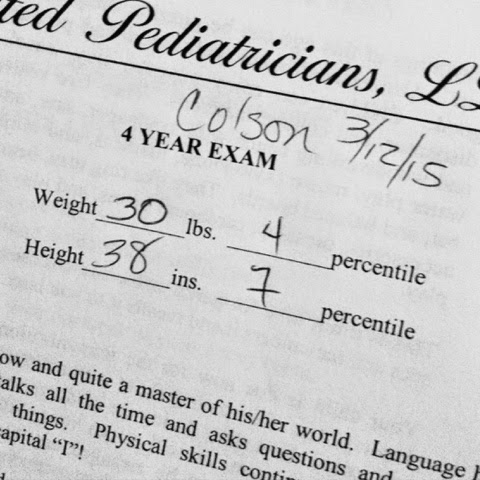 ted Pediatricians, LL
Colson 3/12/15
4 YEAR EXAM
Weight 30 lbs. 4 percentile
Height 38 ins. 7 percentile
ow and quite a master of his/her world. Language h
alks all the time and asks questions and
things. Physical skills contin
apital "I"!